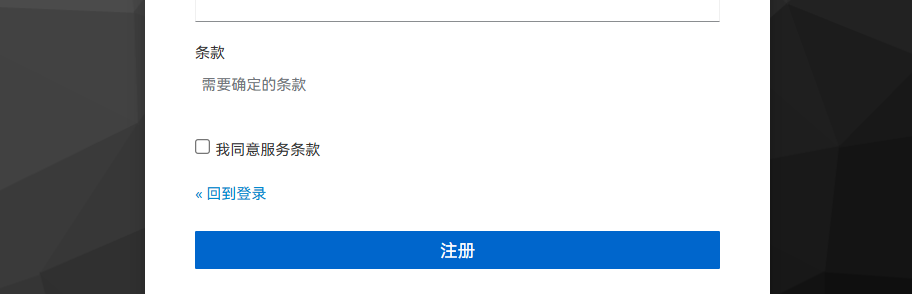 条款
需要确定的条款
我同意服务条款
« 回到登录
注册